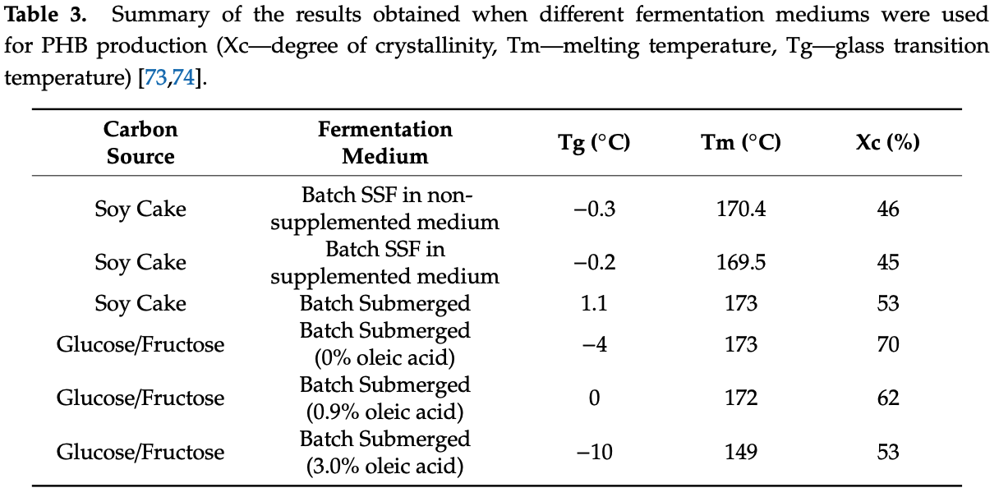 Table 3. Summary of the results obtained when different fermentation mediums were used
for PHB production (Xc—degree of crystallinity, Tm—melting temperature, Tg—glass transition
temperature) [73,74].
Carbon Source Fermentation Medium Tg (°C) Tm (°C) Xc (%)
Soy Cake Batch SSF in non-supplemented medium −0.3 170.4 46
Soy Cake Batch SSF in supplemented medium −0.2 169.5 45
Soy Cake Batch Submerged 1.1 173 53
Glucose/Fructose Batch Submerged (0% oleic acid) −4 173 70
Glucose/Fructose Batch Submerged (0.9% oleic acid) 0 172 62
Glucose/Fructose Batch Submerged (3.0% oleic acid) −10 149 53